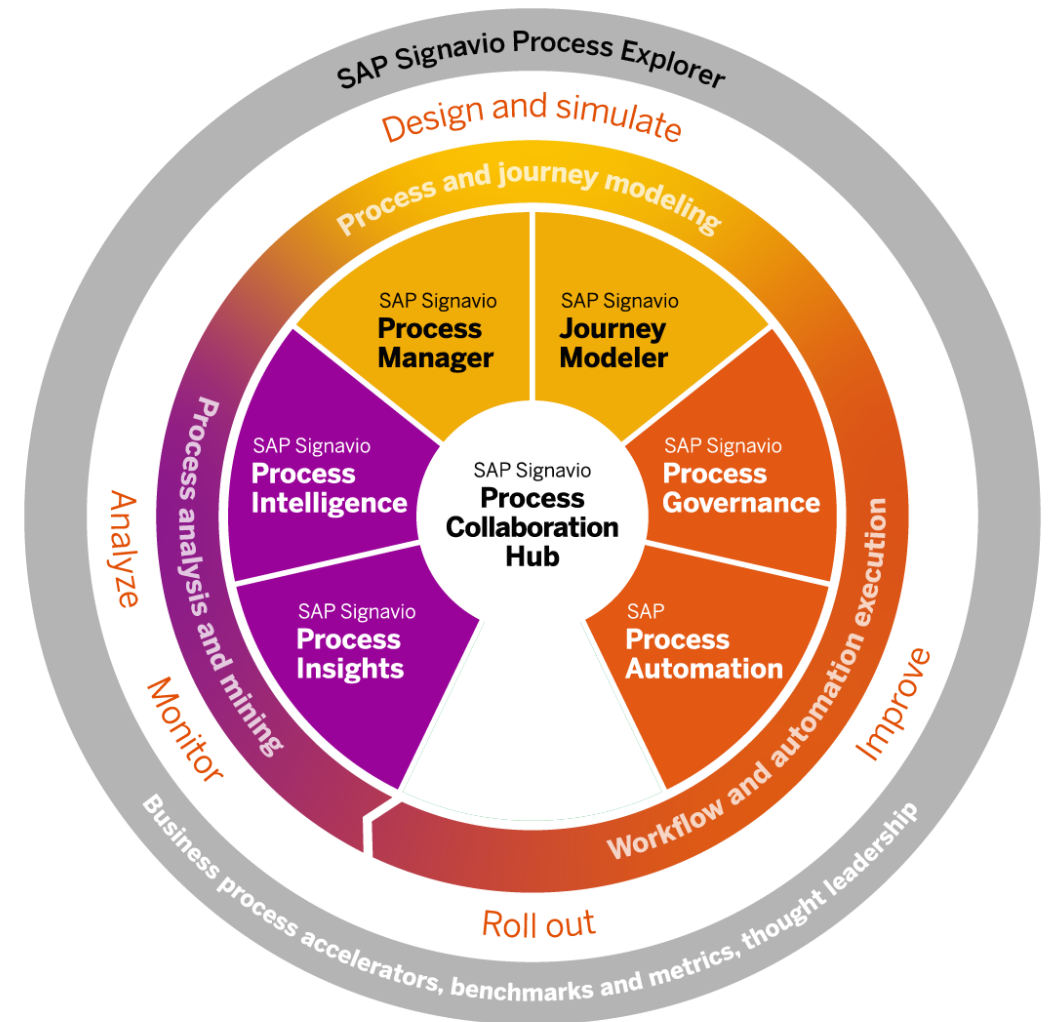 SAP Signavio Process Explorer
Design and simulate
Process and journey modeling
SAP Signavio
Process
Manager
SAP Signavio
Journey
Modeler
SAP Signavio
Process
Intelligence
SAP Signavio
Process
Collaboration
Hub
SAP Signavio
Process
Governance
SAP Signavio
Process
Insights
SAP
Process
Automation
Process analysis and mining
Workflow and automation execution
Analyze
Monitor
Improve
Roll out
Business process accelerators, benchmarks and metrics, thought leadership